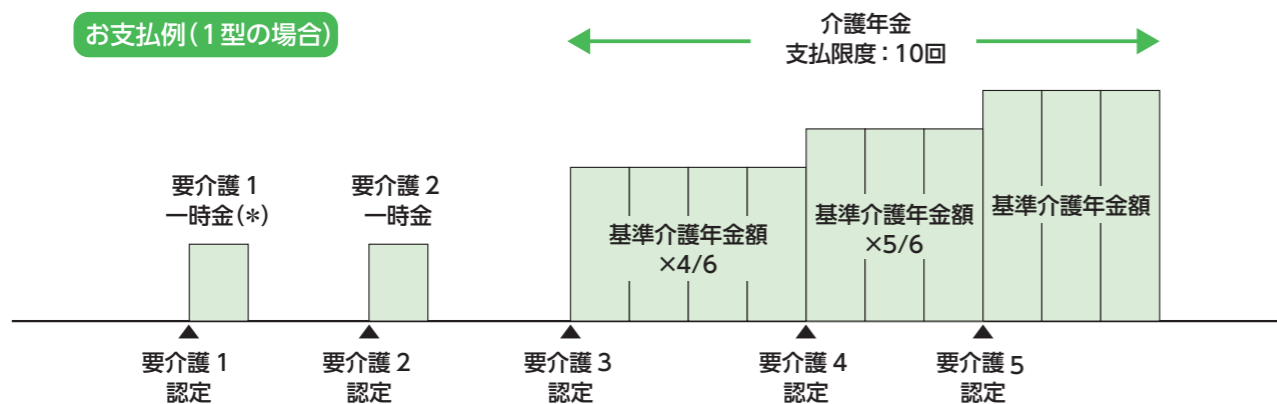 お支払例(1型の場合)
介護年金
支払限度:10回
要介護1
一時金(*)
要介護2
一時金
基準介護年金額
×4/6
基準介護年金額
×5/6
基準介護年金額
要介護1
認定
要介護2
認定
要介護3
認定
要介護4
認定
要介護5
認定